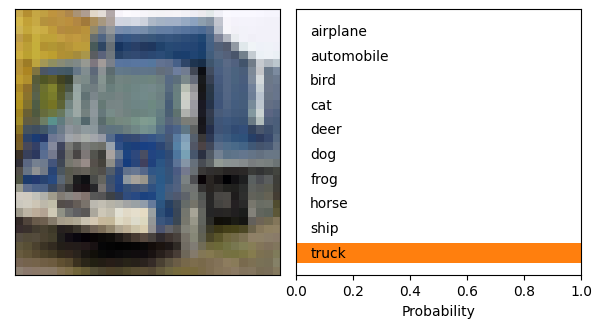 airplane
automobile
bird
cat
deer
dog
frog
horse
ship
truck
0.0 0.2 0.4 0.6 0.8 1.0
Probability